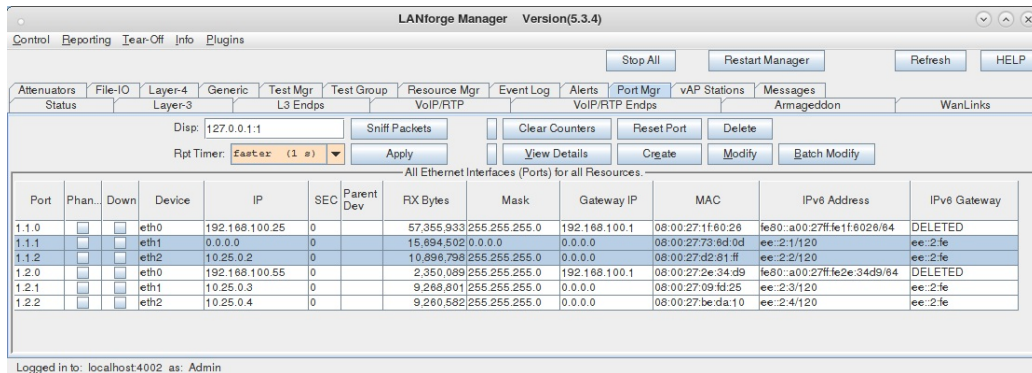 LANforge Manager Version(5.3.4)
Control Reporting Tear-Off Info Plugins
Stop All Restart Manager Refresh HELP
Attenuators File-IO Layer-4 Generic Test Mgr Test Group Resource Mgr Event Log Alerts Port Mgr vAP Stations Messages
Status Layer-3 L3 Endps VoIP/RTP VoIP/RTP Endps Armageddon WanLinks
Disp: 127.0.0.1:1 Sniff Packets Clear Counters Reset Port Delete
Rpt Timer: faster (1 s) Apply View Details Create Modify Batch Modify
All Ethernet Interfaces (Ports) for all Resources.
Port Phan... Down Device IP SEC Parent Dev RX Bytes Mask Gateway IP MAC IPv6 Address IPv6 Gateway
1.1.0 eth0 192.168.100.25 0 57,355,933 255.255.255.0 192.168.100.1 08:00:27:1f:60:26 fe80::a00:27ff:fe1f:6026/64 DELETED
1.1.1 eth1 0.0.0.0 0 15,694,502 0.0.0.0 0.0.0.0 08:00:27:73:6d:0d ee::2:1/120 ee::2:fe
1.1.2 eth2 10.25.0.2 0 10,896,798 255.255.255.0 0.0.0.0 08:00:27:d2:81:ff ee::2:2/120 ee::2:fe
1.2.0 eth0 192.168.100.55 0 2,350,089 255.255.255.0 192.168.100.1 08:00:27:2e:34:d9 fe80::a00:27ff:fe2e:34d9/64 DELETED
1.2.1 eth1 10.25.0.3 0 9,268,801 255.255.255.0 0.0.0.0 08:00:27:09:fd:25 ee::2:3/120 ee::2:fe
1.2.2 eth2 10.25.0.4 0 9,260,582 255.255.255.0 0.0.0.0 08:00:27:be:da:10 ee::2:4/120 ee::2:fe
Logged in to: localhost:4002 as: Admin